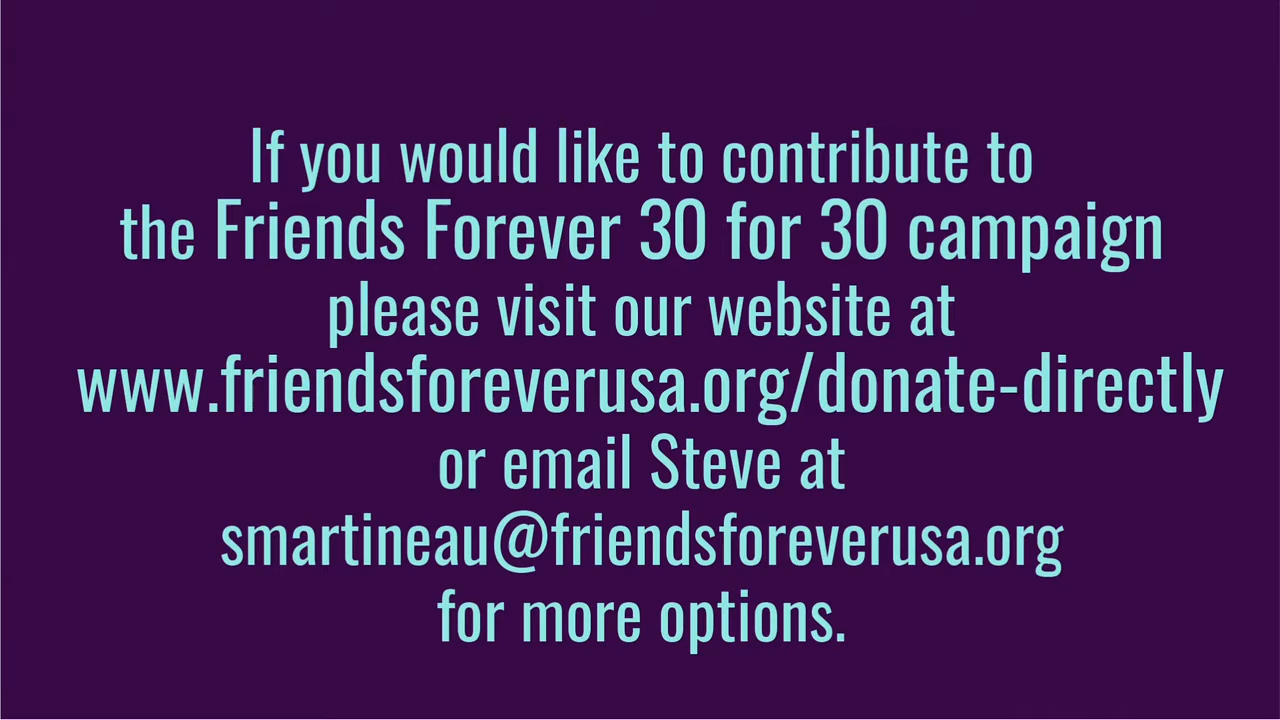 If you would like to contribute to
the Friends Forever 30 for 30 campaign
please visit our website at
www.friendsforeverusa.org/donate-directly
or email Steve at
smartineau@friendsforeverusa.org
for more options.